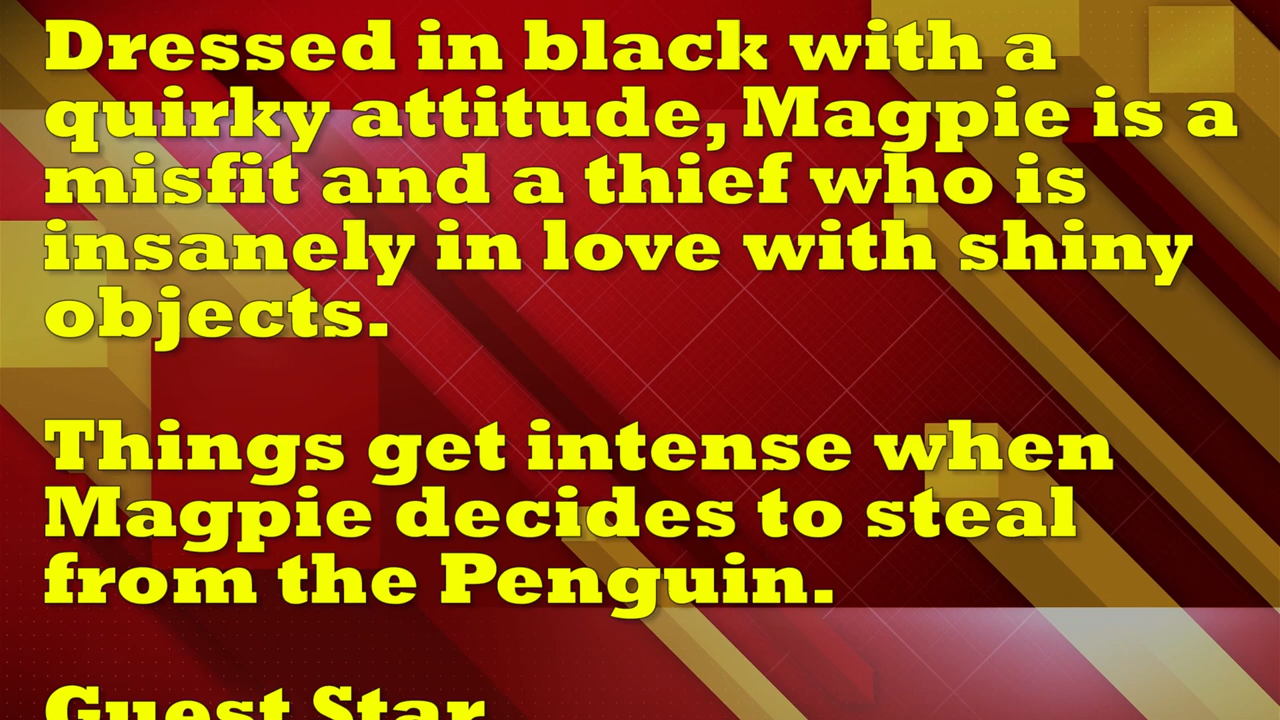 Dressed in black with a
quirky attitude, Magpie is a
misfit and a thief who is
insanely in love with shiny
objects.
Things get intense when
Magpie decides to steal
from the Penguin.
Guest Star